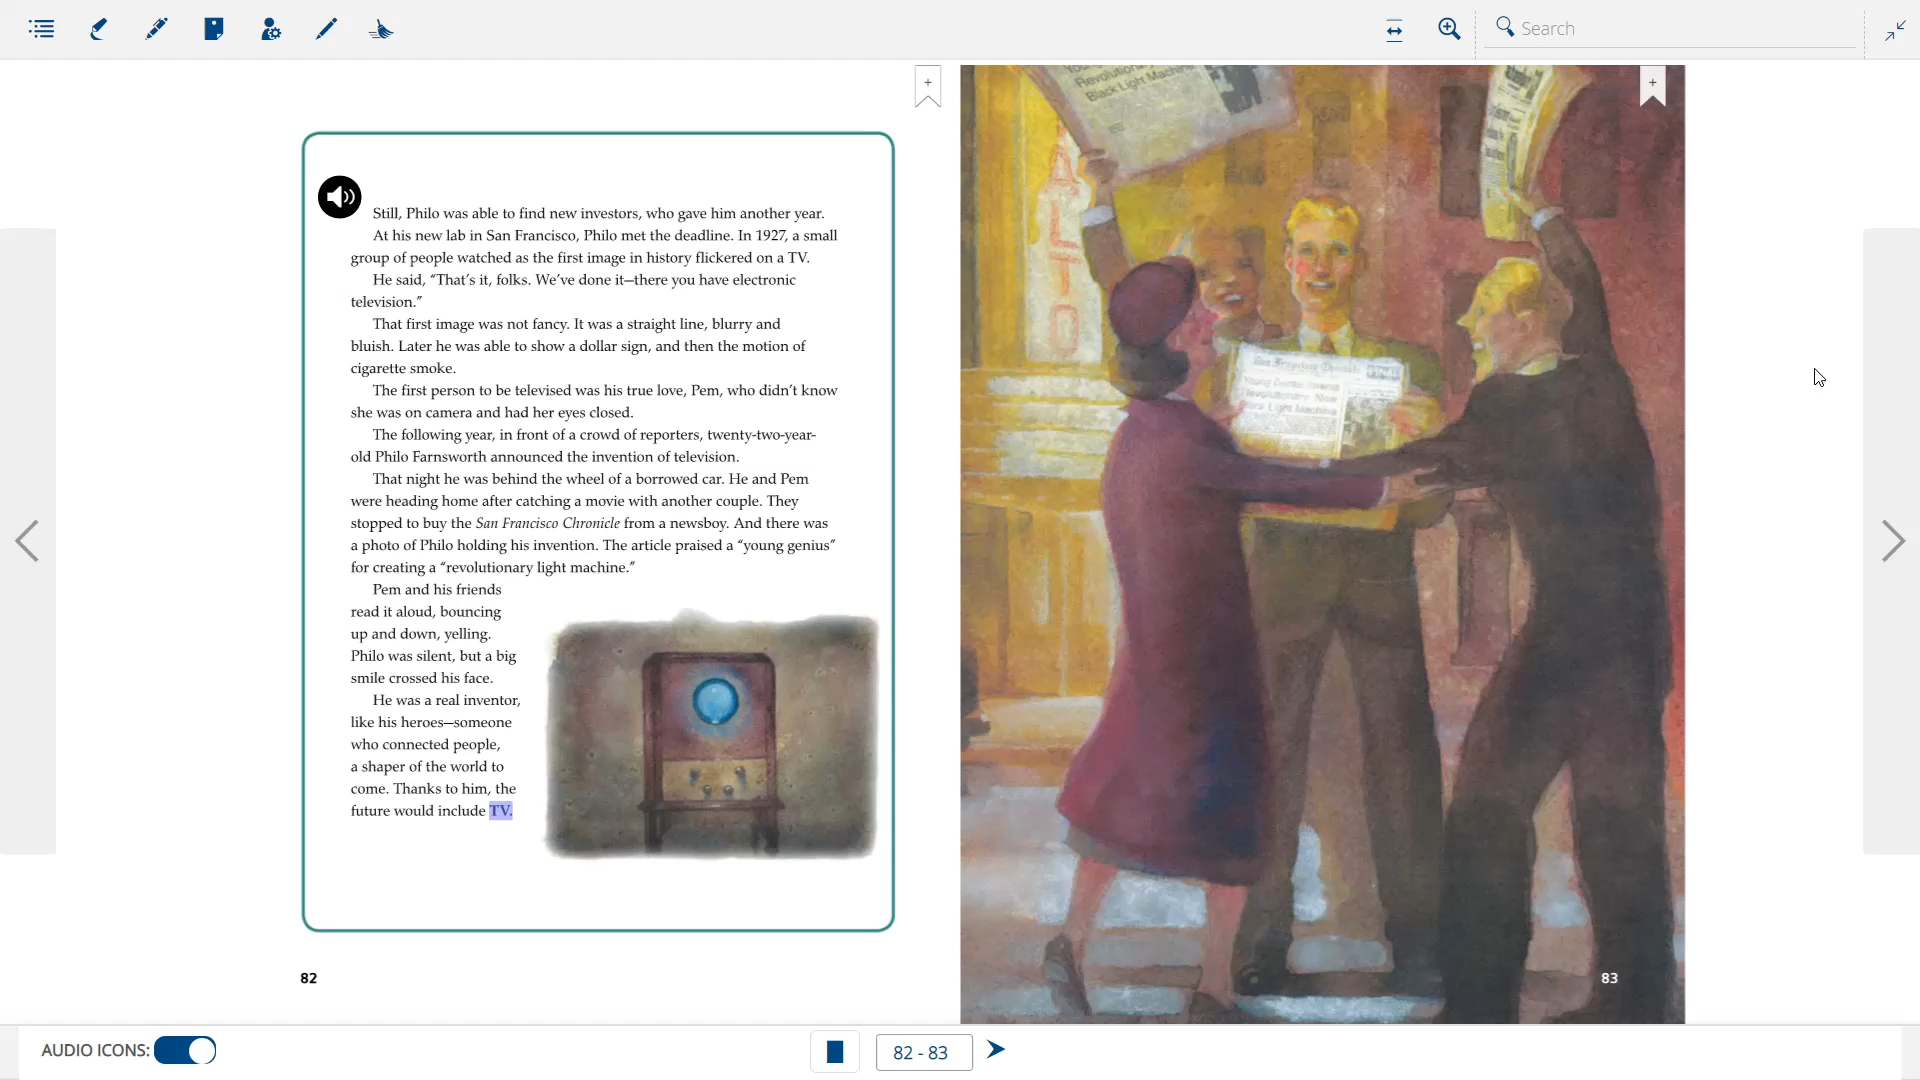 Search
+
+
Still, Philo was able to find new investors, who gave him another year.
At his new lab in San Francisco, Philo met the deadline. In 1927, a small
group of people watched as the first image in history flickered on a TV.
He said, “That’s it, folks. We’ve done it—there you have electronic
television.”
That first image was not fancy. It was a straight line, blurry and
bluish. Later he was able to show a dollar sign, and then the motion of
cigarette smoke.
The first person to be televised was his true love, Pem, who didn’t know
she was on camera and had her eyes closed.
The following year, in front of a crowd of reporters, twenty-two-year-
old Philo Farnsworth announced the invention of television.
That night he was behind the wheel of a borrowed car. He and Pem
were heading home after catching a movie with another couple. They
stopped to buy the San Francisco Chronicle from a newsboy. And there was
a photo of Philo holding his invention. The article praised a “young genius”
for creating a “revolutionary light machine.”
Pem and his friends
read it aloud, bouncing
up and down, yelling.
Philo was silent, but a big
smile crossed his face.
He was a real inventor,
like his heroes—someone
who connected people,
a shaper of the world to
come. Thanks to him, the
future would include TV.
82
Revolutionary
Black Light Machine
ALTO
Young Genius Invents
Revolutionary New
Light Machine
83
AUDIO ICONS:
82 - 83